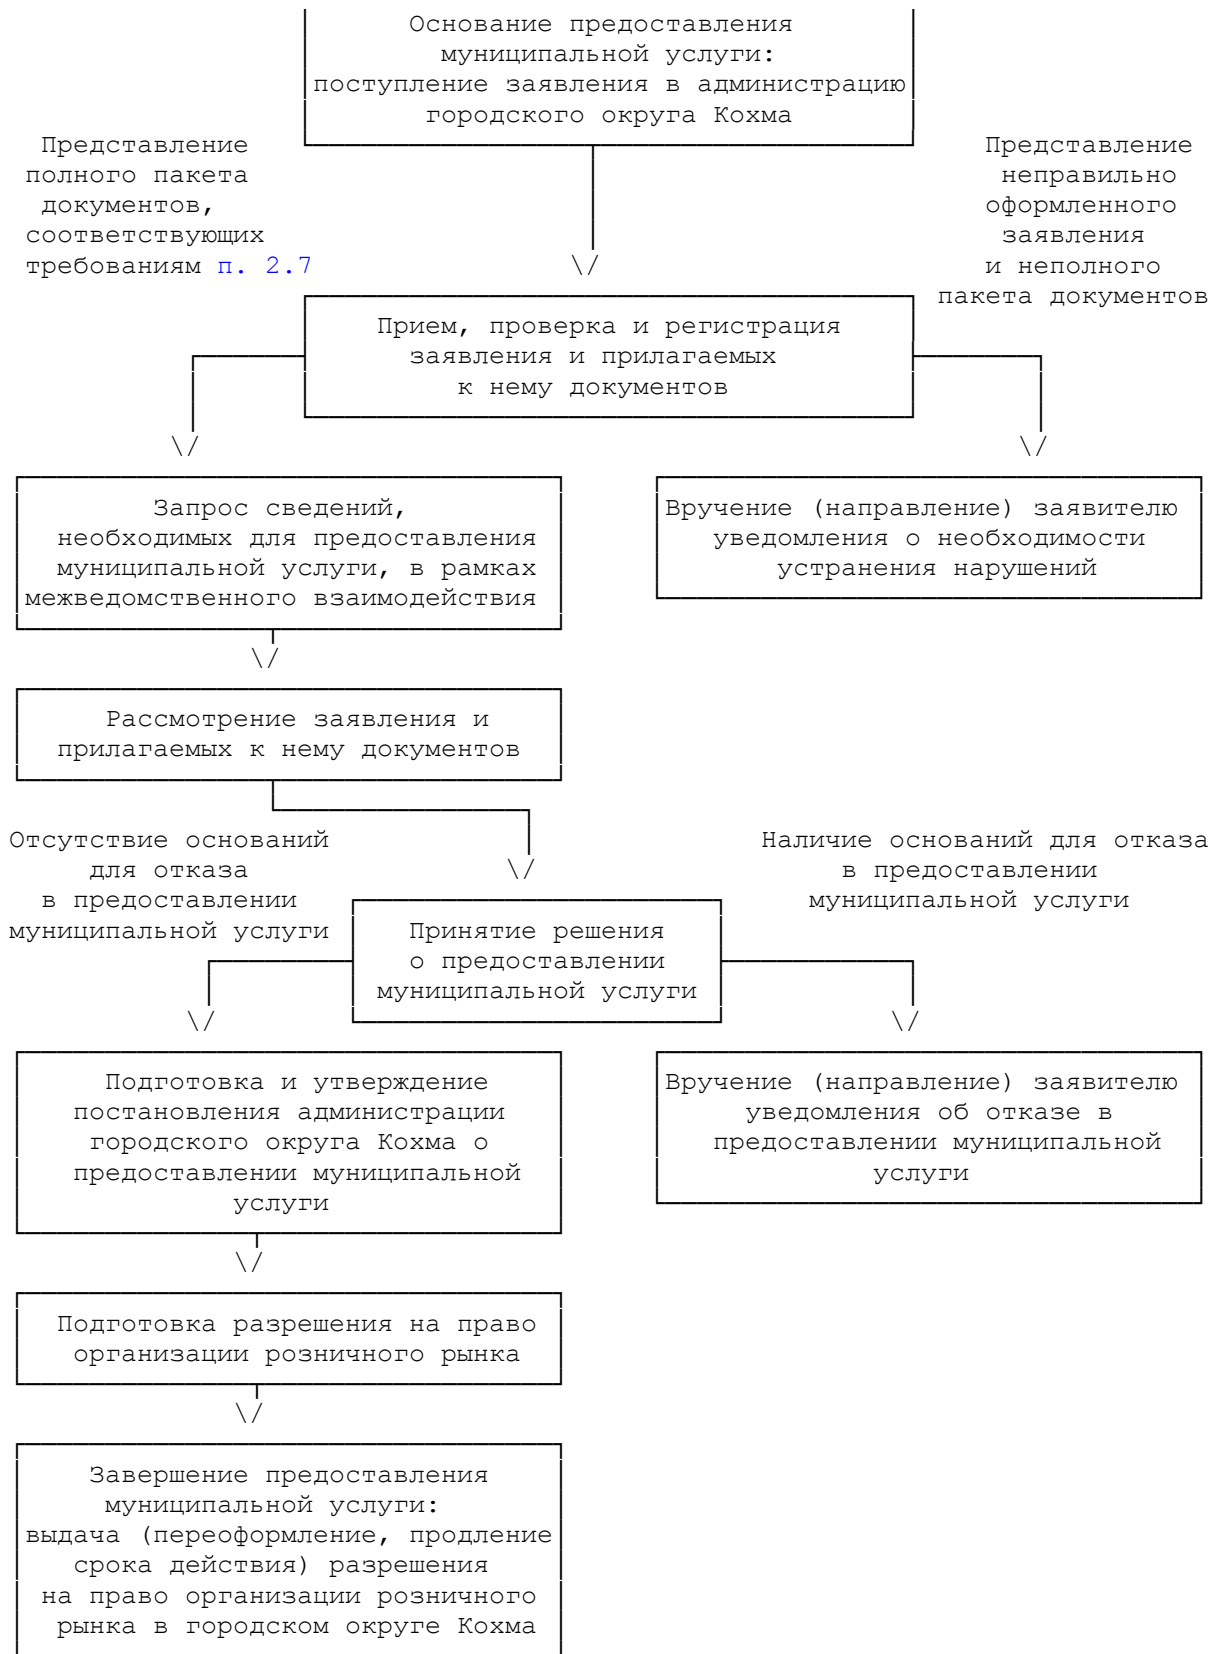 Основание предоставления
муниципальной услуги:
поступление заявления в администрацию
городского округа Кохма
Представление
полного пакета
документов,
соответствующих
требованиям п. 2.7
Представление
неправильно
оформленного
заявления
и неполного
пакета документов
Прием, проверка и регистрация
заявления и прилагаемых
к нему документов
Запрос сведений,
необходимых для предоставления
муниципальной услуги, в рамках
межведомственного взаимодействия
Вручение (направление) заявителю
уведомления о необходимости
устранения нарушений
Рассмотрение заявления и
прилагаемых к нему документов
Отсутствие оснований
для отказа
в предоставлении
муниципальной услуги
Наличие оснований для отказа
в предоставлении
муниципальной услуги
Принятие решения
о предоставлении
муниципальной услуги
Подготовка и утверждение
постановления администрации
городского округа Кохма о
предоставлении муниципальной
услуги
Вручение (направление) заявителю
уведомления об отказе в
предоставлении муниципальной
услуги
Подготовка разрешения на право
организации розничного рынка
Завершение предоставления
муниципальной услуги:
выдача (переоформление, продление
срока действия) разрешения
на право организации розничного
рынка в городском округе Кохма